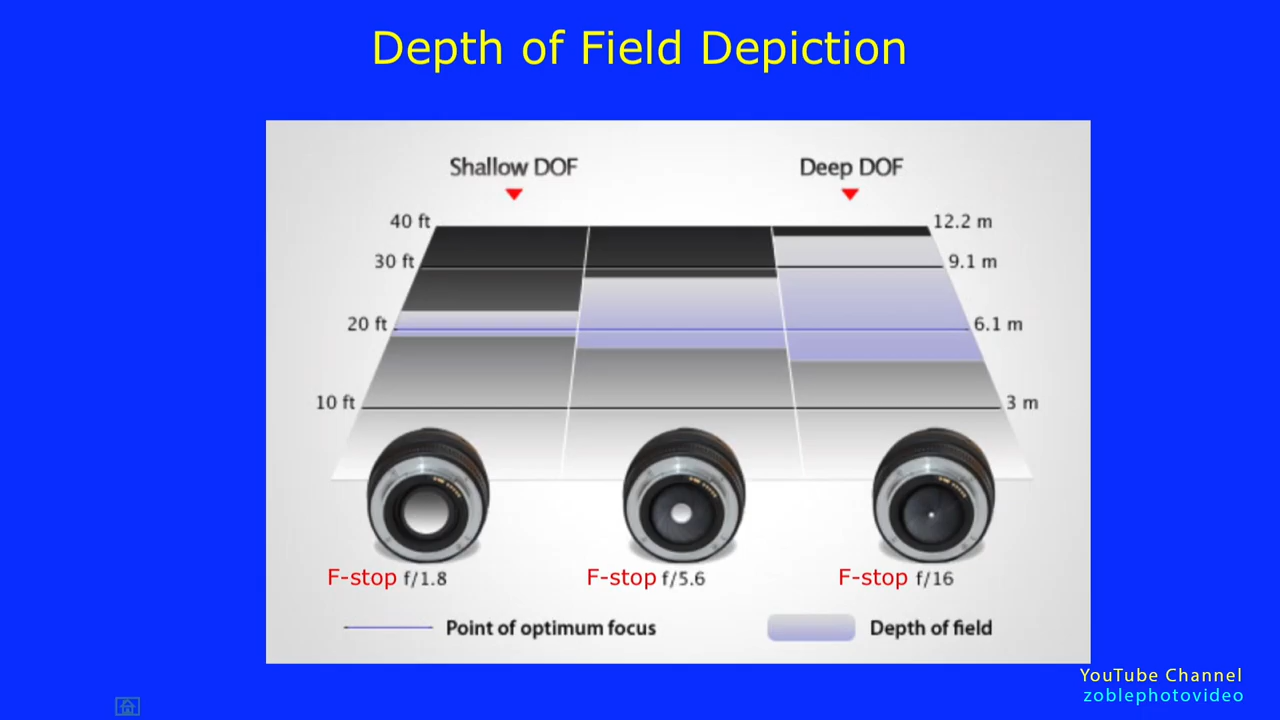 Depth of Field Depiction
Shallow DOF
Deep DOF
40 ft
12.2 m
30 ft
9.1 m
20 ft
6.1 m
10 ft
3 m
F-stop f/1.8
F-stop f/5.6
F-stop f/16
Point of optimum focus
Depth of field
YouTube Channel
zoblephotovideo